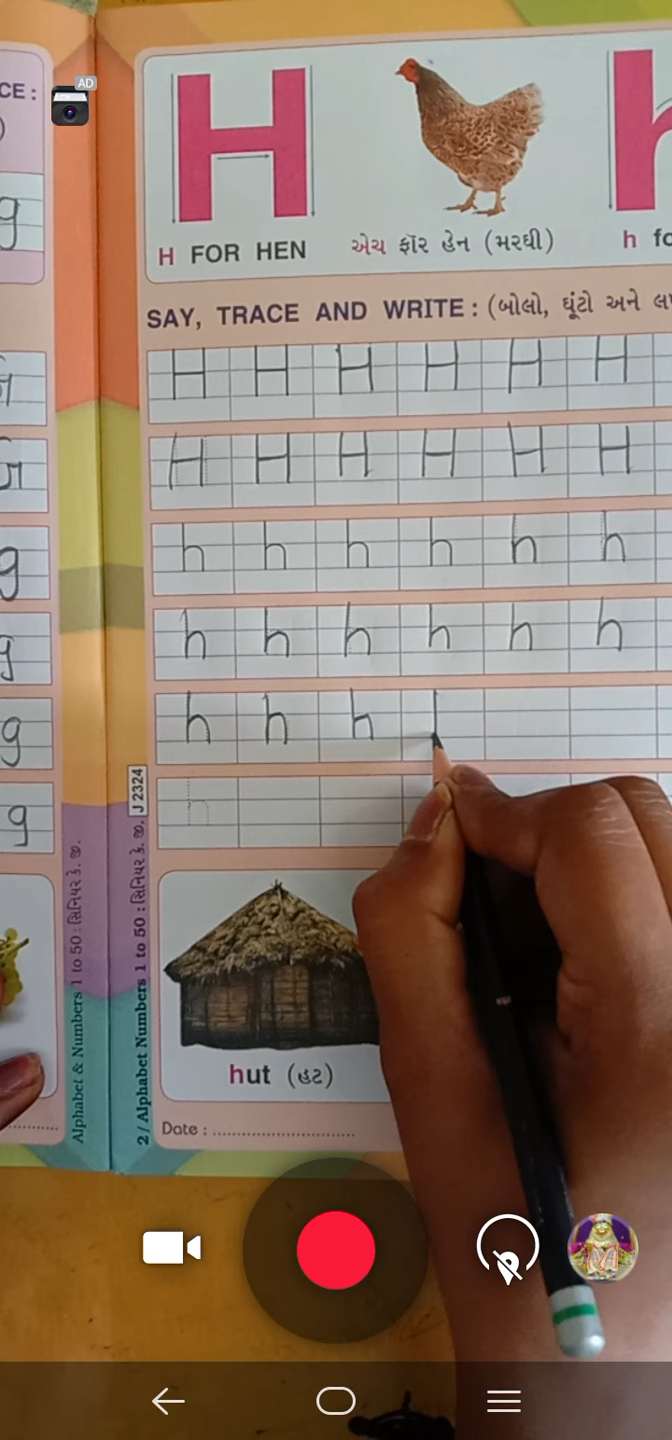 CE :
AD
H h
H FOR HEN એચ ફૉર હેન (મરઘી) h
SAY, TRACE AND WRITE : (બોલો, ઘૂંટો અને
H H H H H H
H H H H H H
h h h h h h
h h h h h h
h h h
h
g
g
g
g
g
hut (હટ)
Date :
Alphabet & Numbers 1 to 50 : સિનિયર કે. જી.
2 / Alphabet Numbers 1 to 50 : સિનિયર કે. જી. J 2324